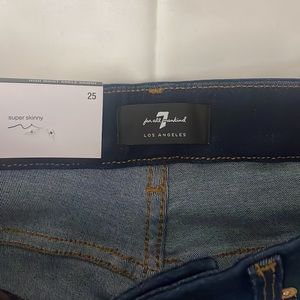 25
super skinny
for all 7 mankind
LOS ANGELES